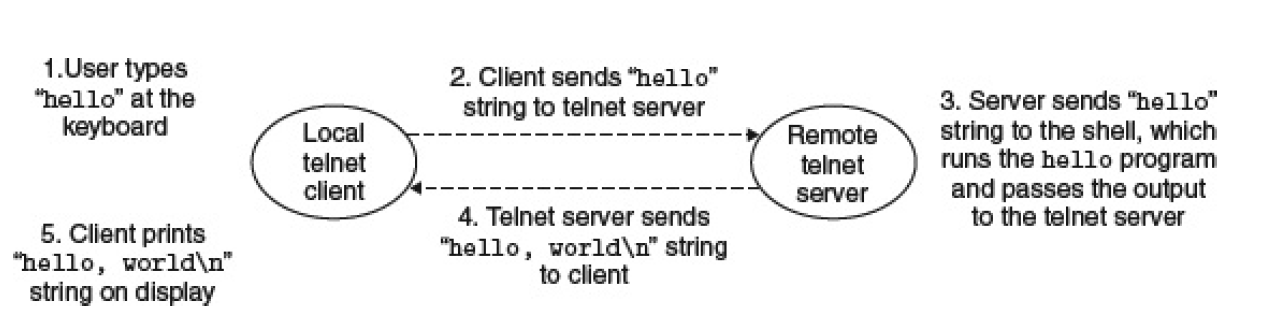 1.User types
“hello” at the
keyboard
2. Client sends “hello”
string to telnet server
Local
telnet
client
Remote
telnet
server
3. Server sends “hello”
string to the shell, which
runs the hello program
and passes the output
to the telnet server
4. Telnet server sends
“hello, world\n” string
to client
5. Client prints
“hello, world\n”
string on display